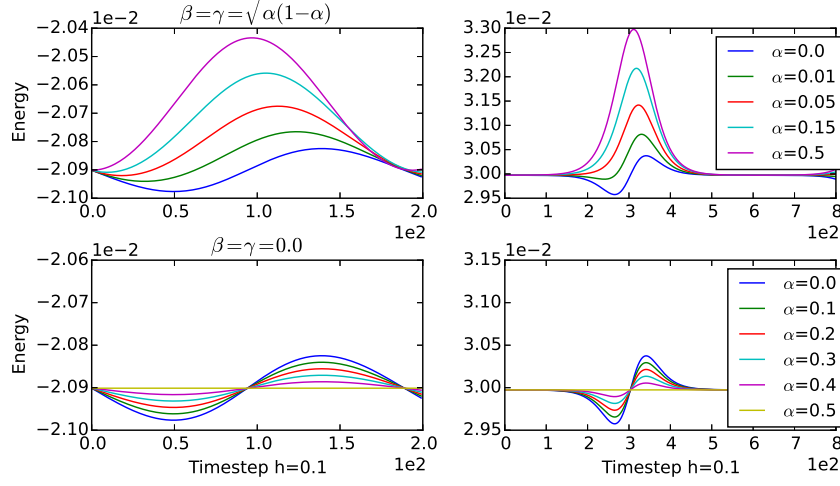 1e−2
β=γ=√α(1−α)
1e−2
−2.04
−2.05
−2.06
−2.07
−2.08
−2.09
−2.10
Energy
0.0 0.5 1.0 1.5 2.0
1e2
3.30
3.25
3.20
3.15
3.10
3.05
3.00
2.95
0 1 2 3 4 5 6 7 8
1e2
α=0.0
α=0.01
α=0.05
α=0.15
α=0.5
1e−2
β=γ=0.0
1e−2
−2.06
−2.07
−2.08
−2.09
−2.10
Energy
0.0 0.5 1.0 1.5 2.0
Timestep h=0.1
1e2
3.15
3.10
3.05
3.00
2.95
0 1 2 3 4 5 6 7 8
Timestep h=0.1
1e2
α=0.0
α=0.1
α=0.2
α=0.3
α=0.4
α=0.5